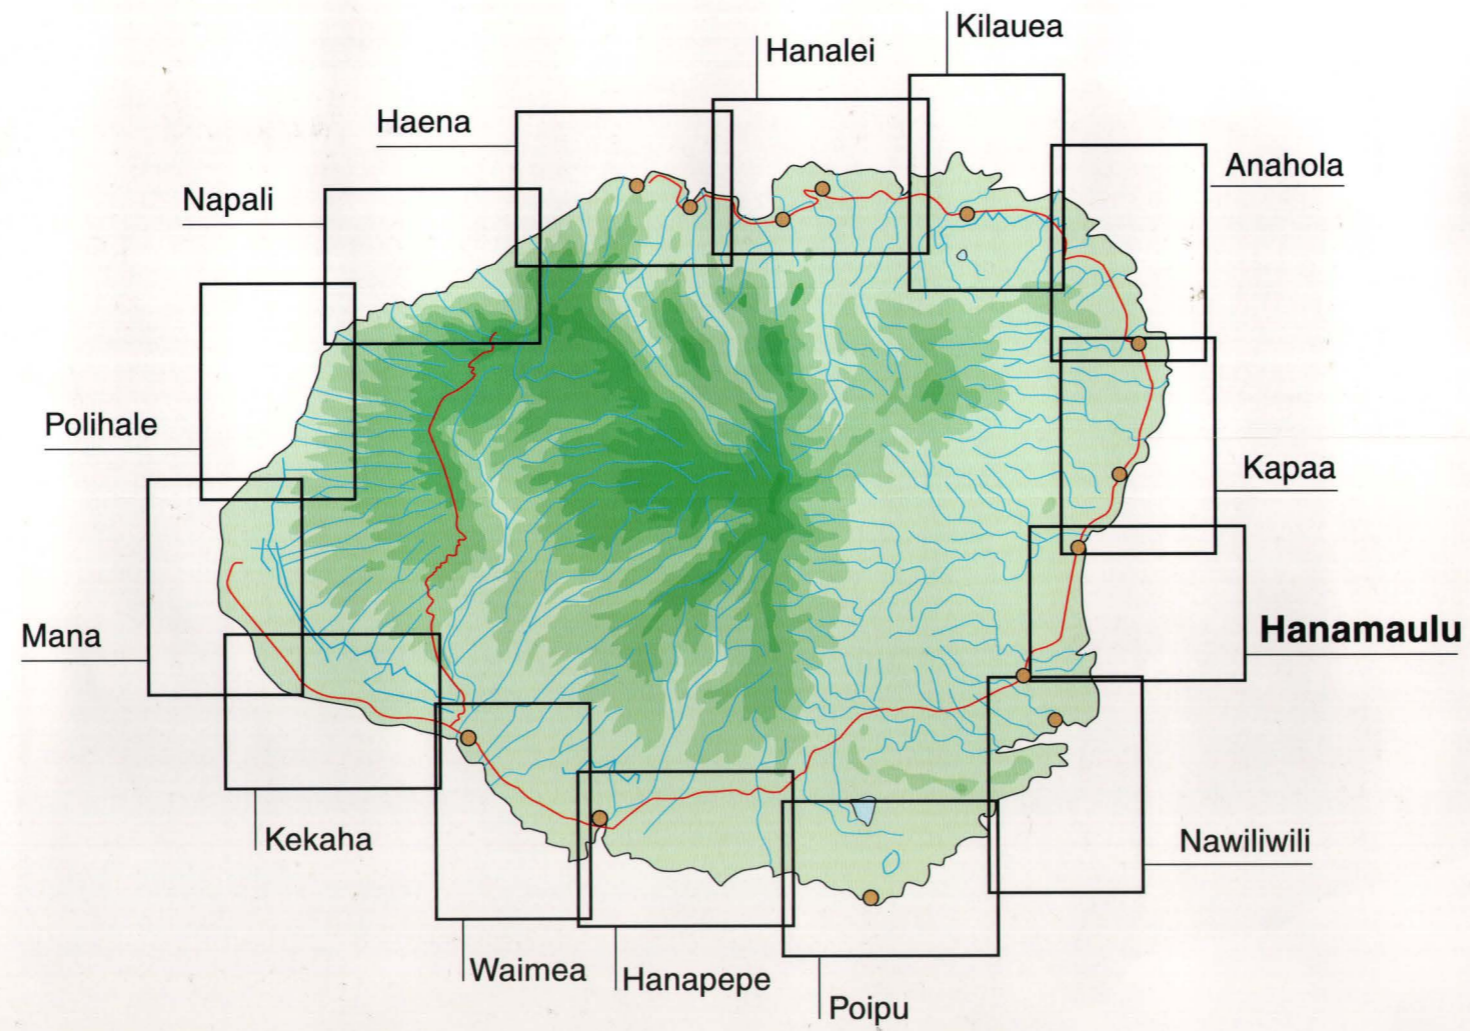 Kilauea
Hanalei
Haena
Anahola
Napali
Polihale
Kapaa
Mana
Hanamaulu
Kekaha
Nawiliwili
Waimea
Hanapepe
Poipu